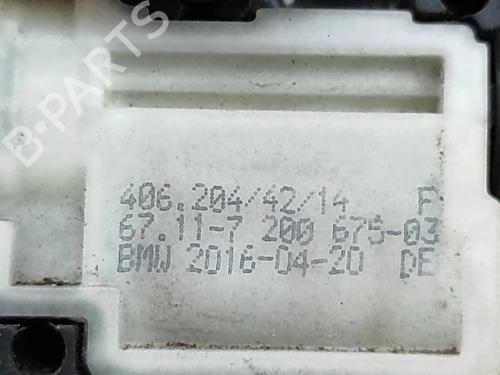 B-PARTS
406.204/42/14 F
67.11-7 200 675-03
BMW 2016-04-20 DE